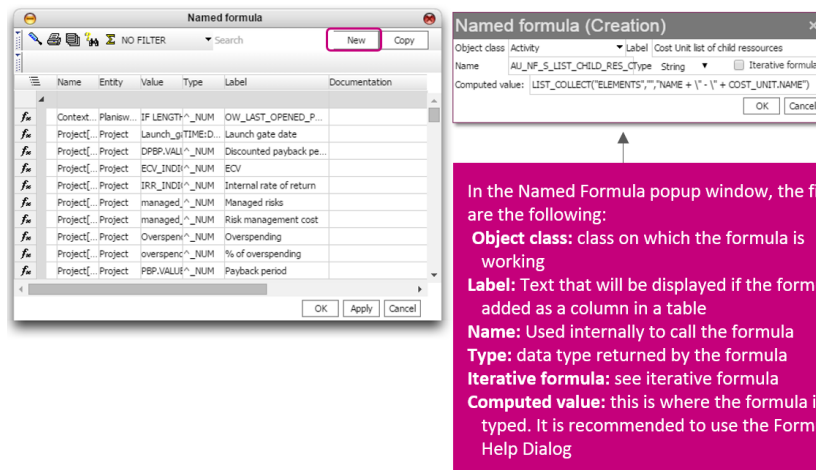 Named formula
NO FILTER Search New Copy
Name Entity Value Type Label Documentation
Context... Planisw... IF LENGTH ^_NUM OW_LAST_OPENED_P...
Project[... Project Launch_ga TIME:D... Launch gate date
Project[... Project DPBP.VALU ^_NUM Discounted payback pe...
Project[... Project ECV_INDI ^_NUM ECV
Project[... Project IRR_INDI ^_NUM Internal rate of return
Project[... Project managed_ ^_NUM Managed risks
Project[... Project managed_ ^_NUM Risk management cost
Project[... Project Overspen ^_NUM Overspending
Project[... Project overspen ^_NUM % of overspending
Project[... Project PBP.VALUE ^_NUM Payback period
OK Apply Cancel
Named formula (Creation)
Object class Activity Label Cost Unit list of child ressources
Name AU_NF_S_LIST_CHILD_RES_C Type String Iterative formula
Computed value: LIST_COLLECT("ELEMENTS","","NAME + \" - \" + COST_UNIT.NAME")
OK Cancel
In the Named Formula popup window, the fi
are the following:
Object class: class on which the formula is
working
Label: Text that will be displayed if the form
added as a column in a table
Name: Used internally to call the formula
Type: data type returned by the formula
Iterative formula: see iterative formula
Computed value: this is where the formula i
typed. It is recommended to use the Form
Help Dialog